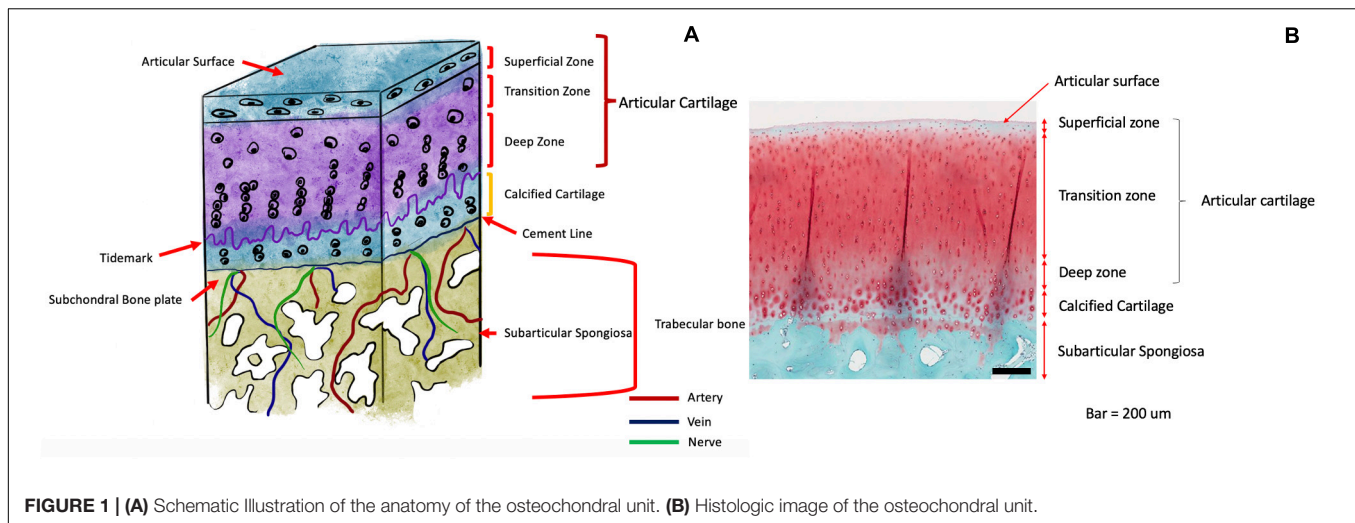 A
Articular Surface
Superficial Zone
Transition Zone
Articular Cartilage
Deep Zone
Calcified Cartilage
Cement Line
Tidemark
Subchondral Bone plate
Subarticular Spongiosa
Trabecular bone
Artery
Vein
Nerve
B
Articular surface
Superficial zone
Transition zone
Articular cartilage
Deep zone
Calcified Cartilage
Subarticular Spongiosa
Bar = 200 um
FIGURE 1 | (A) Schematic Illustration of the anatomy of the osteochondral unit. (B) Histologic image of the osteochondral unit.